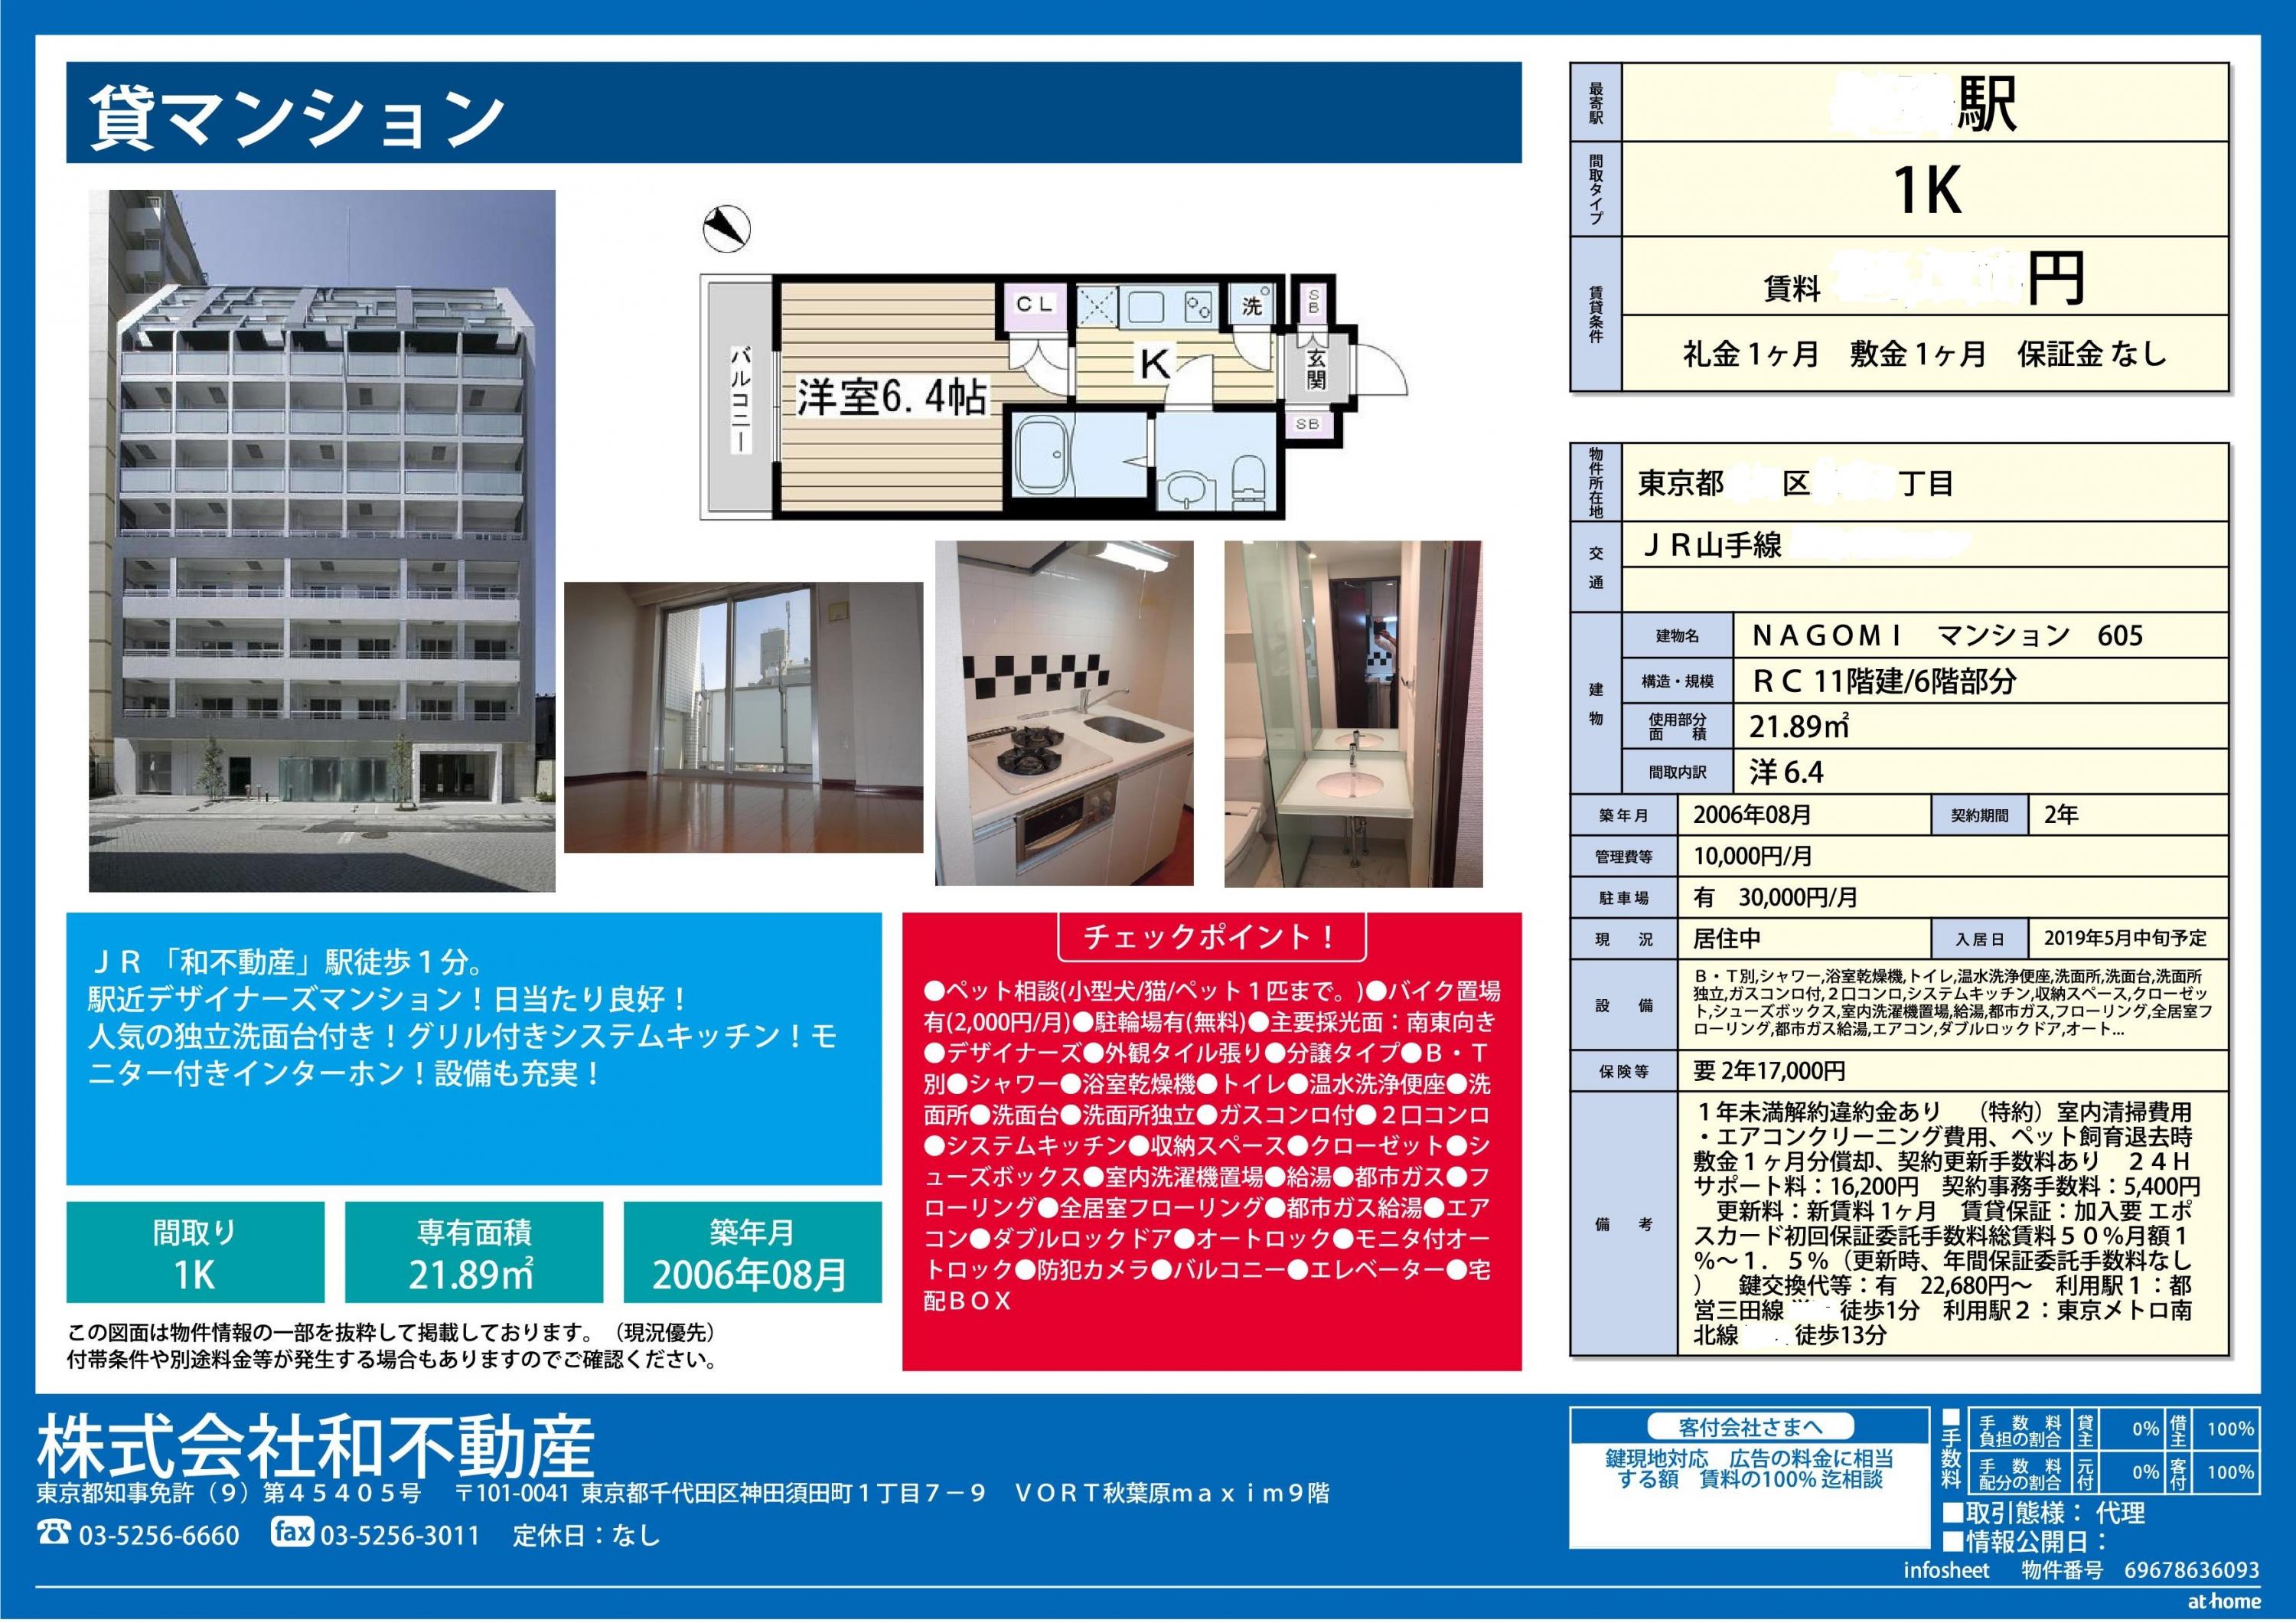 貸マンション
バルコニー
洋室6.4帖
CL
K
洗
SB
玄関
SB
ＪＲ「和不動産」駅徒歩１分。
駅近デザイナーズマンション！日当たり良好！
人気の独立洗面台付き！グリル付きシステムキッチン！モ
ニター付きインターホン！設備も充実！
間取り
1K
専有面積
21.89㎡
築年月
2006年08月
この図面は物件情報の一部を抜粋して掲載しております。（現況優先）
付帯条件や別途料金等が発生する場合もありますのでご確認ください。
チェックポイント！
●ペット相談(小型犬/猫/ペット１匹まで。)●バイク置場
有(2,000円/月)●駐輪場有(無料)●主要採光面：南東向き
●デザイナーズ●外観タイル張り●分譲タイプ●Ｂ・Ｔ
別●シャワー●浴室乾燥機●トイレ●温水洗浄便座●洗
面所●洗面台●洗面所独立●ガスコンロ付●２口コンロ
●システムキッチン●収納スペース●クローゼット●シ
ューズボックス●室内洗濯機置場●給湯●都市ガス●フ
ローリング●全居室フローリング●都市ガス給湯●エア
コン●ダブルロックドア●オートロック●モニタ付オー
トロック●防犯カメラ●バルコニー●エレベーター●宅
配ＢＯＸ
最寄駅
駅
間取タイプ
1K
賃貸条件
賃料 円
礼金 1ヶ月　敷金 1ヶ月　保証金 なし
物件所在地
東京都 区 丁目
交通
ＪＲ山手線
建物
建物名
ＮＡＧＯＭＩ　マンション　605
構造・規模
ＲＣ 11階建/6階部分
使用部分面積
21.89㎡
間取内訳
洋 6.4
築年月
2006年08月
契約期間
2年
管理費等
10,000円/月
駐車場
有　30,000円/月
現況
居住中
入居日
2019年5月中旬予定
設備
Ｂ・Ｔ別,シャワー,浴室乾燥機,トイレ,温水洗浄便座,洗面所,洗面台,洗面所
独立,ガスコンロ付,２口コンロ,システムキッチン,収納スペース,クローゼッ
ト,シューズボックス,室内洗濯機置場,給湯,都市ガス,フローリング,全居室フ
ローリング,都市ガス給湯,エアコン,ダブルロックドア,オート...
保険等
要 2年17,000円
備考
１年未満解約違約金あり　（特約）室内清掃費用
・エアコンクリーニング費用、ペット飼育退去時
敷金１ヶ月分償却、契約更新手数料あり　２４Ｈ
サポート料：16,200円　契約事務手数料：5,400円
更新料：新賃料 1ヶ月　賃貸保証：加入要 エポ
スカード初回保証委託手数料総賃料５０％月額１
％～１．５％（更新時、年間保証委託手数料なし
）　鍵交換代等：有　22,680円～　利用駅１：都
営三田線 徒歩1分　利用駅２：東京メトロ南
北線 徒歩13分
株式会社和不動産
東京都知事免許（９）第４５４０５号　〒101-0041 東京都千代田区神田須田町１丁目７－９　ＶＯＲＴ秋葉原ｍａｘｉｍ９階
☎ 03-5256-6660　fax 03-5256-3011　定休日：なし
客付会社さまへ
鍵現地対応　広告の料金に相当
する額　賃料の100% 迄相談
■手数料
手数料負担の割合 貸主 0% 借主 100%
手数料配分の割合 元付 0% 客付 100%
■取引態様： 代理
■情報公開日：
infosheet　物件番号　69678636093
at home